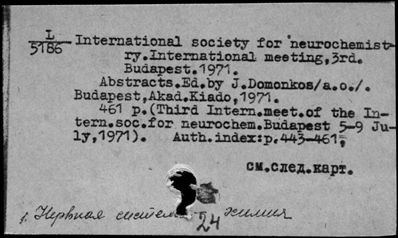 L
5186
International society for neurochemist-
ry.International meeting,3rd.
Budapest.1971.
Abstracts.Ed.by J.Domonkos/a.o./.
Budapest,Akad.Kiado,1971.
461 p.(Third Intern.meet.of the In-
tern.soc.for neurochem.Budapest 5-9 Ju-
ly,1971). Auth.index:p.443-461;
см.след.карт.
1. Нервная система химия
24